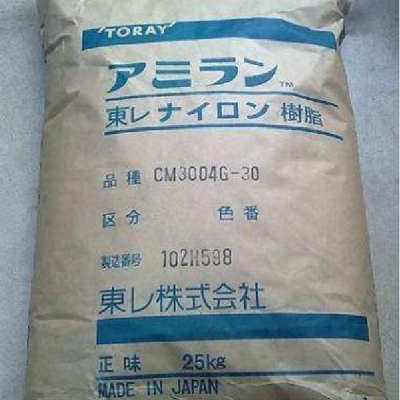 "TORAY"
アミラン™
東レナイロン 樹脂
品種 CM3004G-30
区分 色番
製造番号 102H598
東レ株式会社
正味 25kg
MADE IN JAPAN